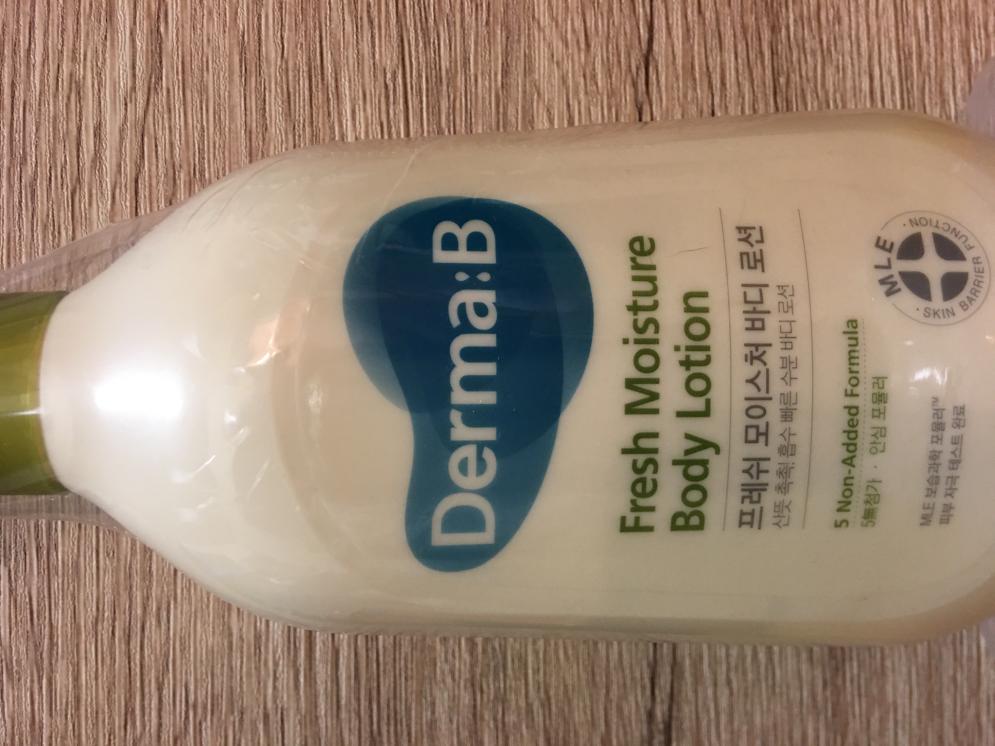 Derma:B
Fresh Moisture
Body Lotion
프레쉬 모이스처 바디 로션
산뜻 촉촉, 흡수 빠른 수분 바디 로션
5 Non-Added Formula
5無첨가 · 안심 포뮬러
MLE 보습과학 포뮬러™
피부 자극 테스트 완료
MLE
· SKIN BARRIER FUNCTION ·